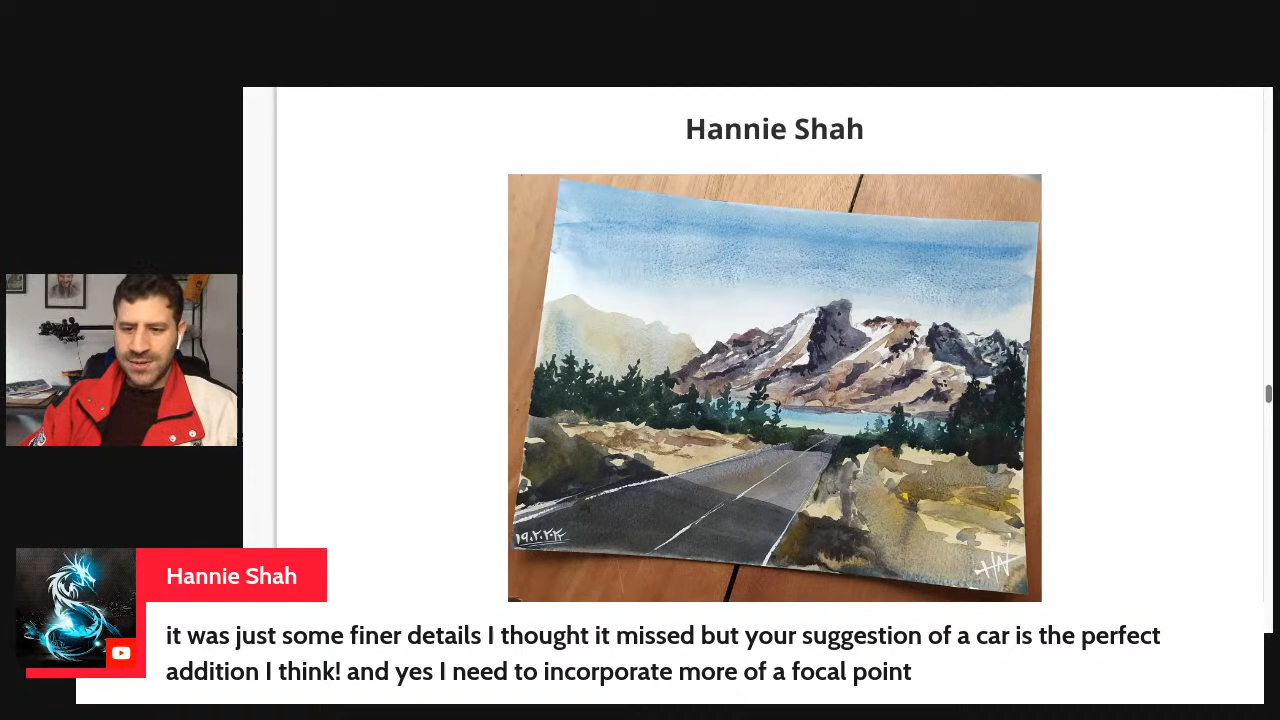 Hannie Shah
Hannie Shah
it was just some finer details I thought it missed but your suggestion of a car is the perfect
addition I think! and yes I need to incorporate more of a focal point